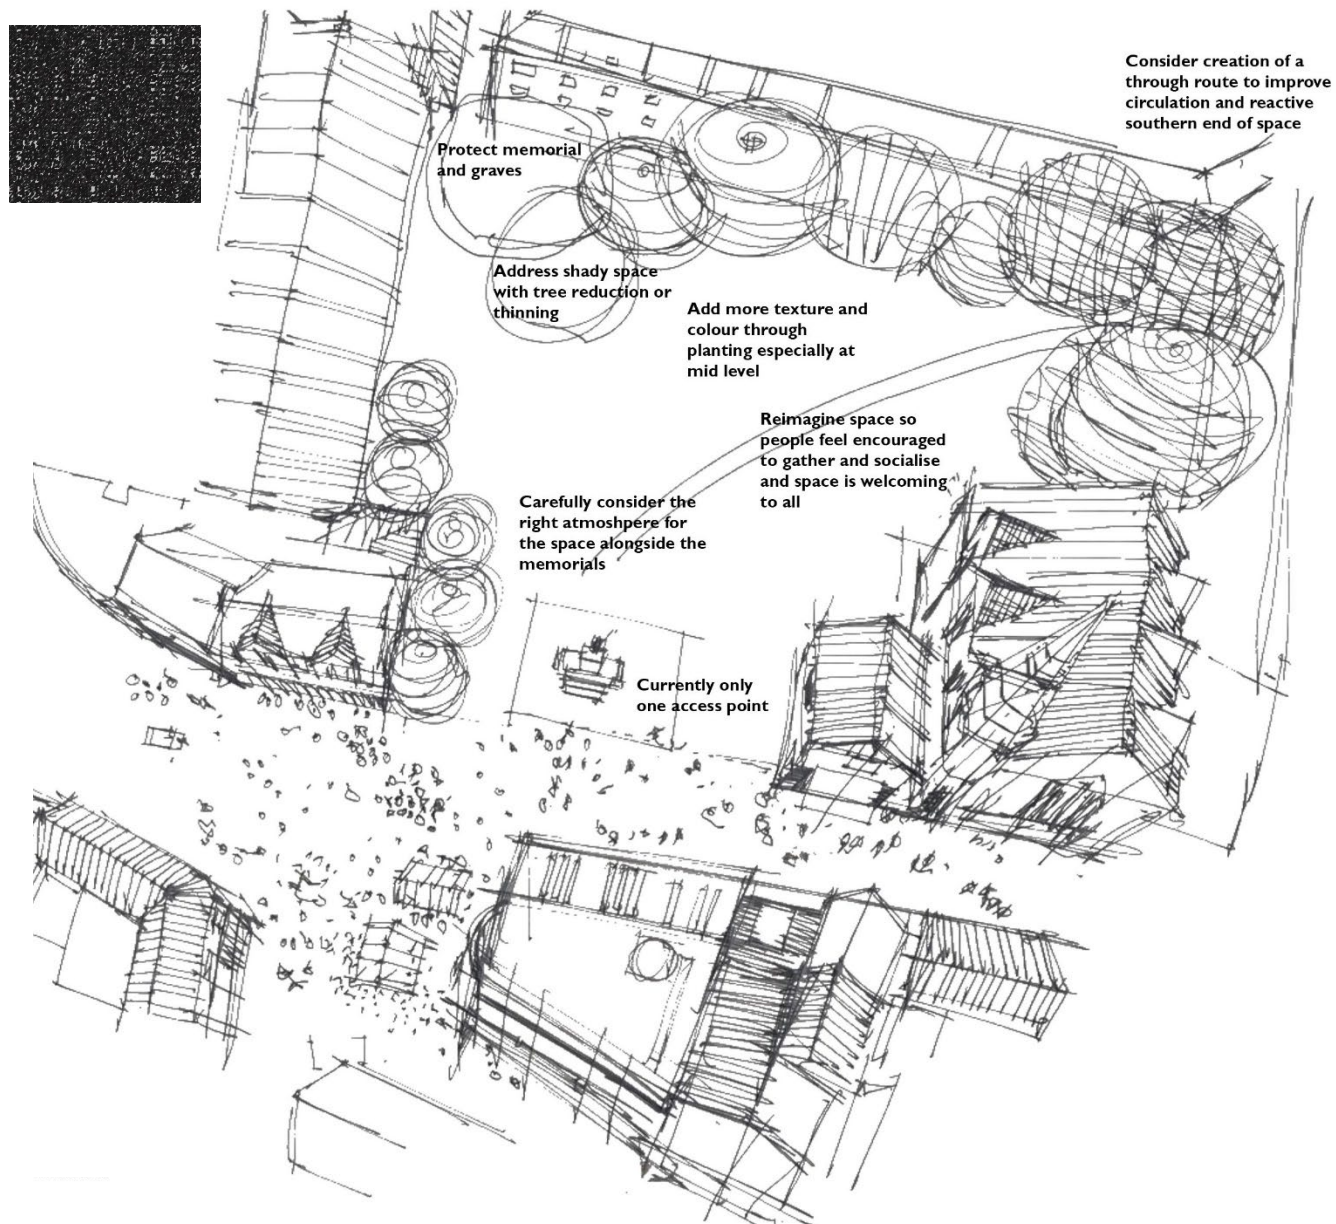 Consider creation of a
through route to improve
circulation and reactive
southern end of space
Protect memorial
and graves
Address shady space
with tree reduction or
thinning
Add more texture and
colour through
planting especially at
mid level
Reimagine space so
people feel encouraged
to gather and socialise
and space is welcoming
to all
Carefully consider the
right atmoshpere for
the space alongside the
memorials
Currently only
one access point